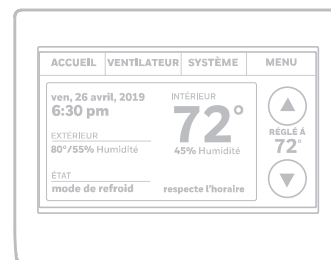 ACCUEIL VENTILATEUR SYSTÈME MENU
ven, 26 avril, 2019
6:30 pm
EXTÉRIEUR
80°/55% Humidité
ÉTAT
mode de refroid
INTÉRIEUR
72°
45% Humidité
respecte l'horaire
RÉGLÉ À
72°